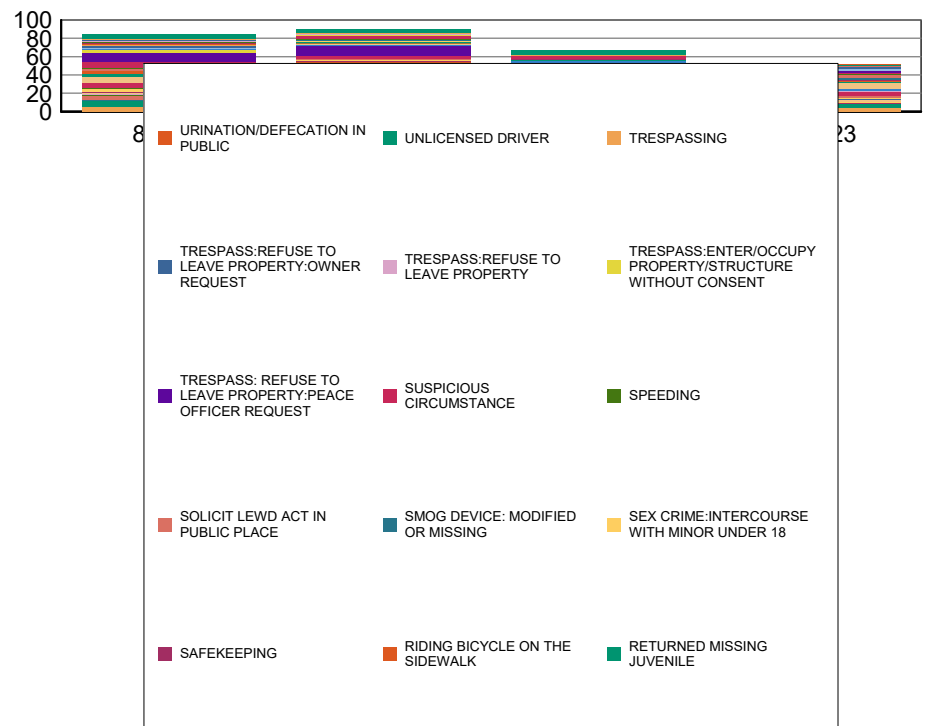 100
80
60
40
20
0
8
23
URINATION/DEFECATION IN
PUBLIC
UNLICENSED DRIVER
TRESPASSING
TRESPASS:REFUSE TO
LEAVE PROPERTY:OWNER
REQUEST
TRESPASS:REFUSE TO
LEAVE PROPERTY
TRESPASS:ENTER/OCCUPY
PROPERTY/STRUCTURE
WITHOUT CONSENT
TRESPASS: REFUSE TO
LEAVE PROPERTY:PEACE
OFFICER REQUEST
SUSPICIOUS
CIRCUMSTANCE
SPEEDING
SOLICIT LEWD ACT IN
PUBLIC PLACE
SMOG DEVICE: MODIFIED
OR MISSING
SEX CRIME:INTERCOURSE
WITH MINOR UNDER 18
SAFEKEEPING
RIDING BICYCLE ON THE
SIDEWALK
RETURNED MISSING
JUVENILE